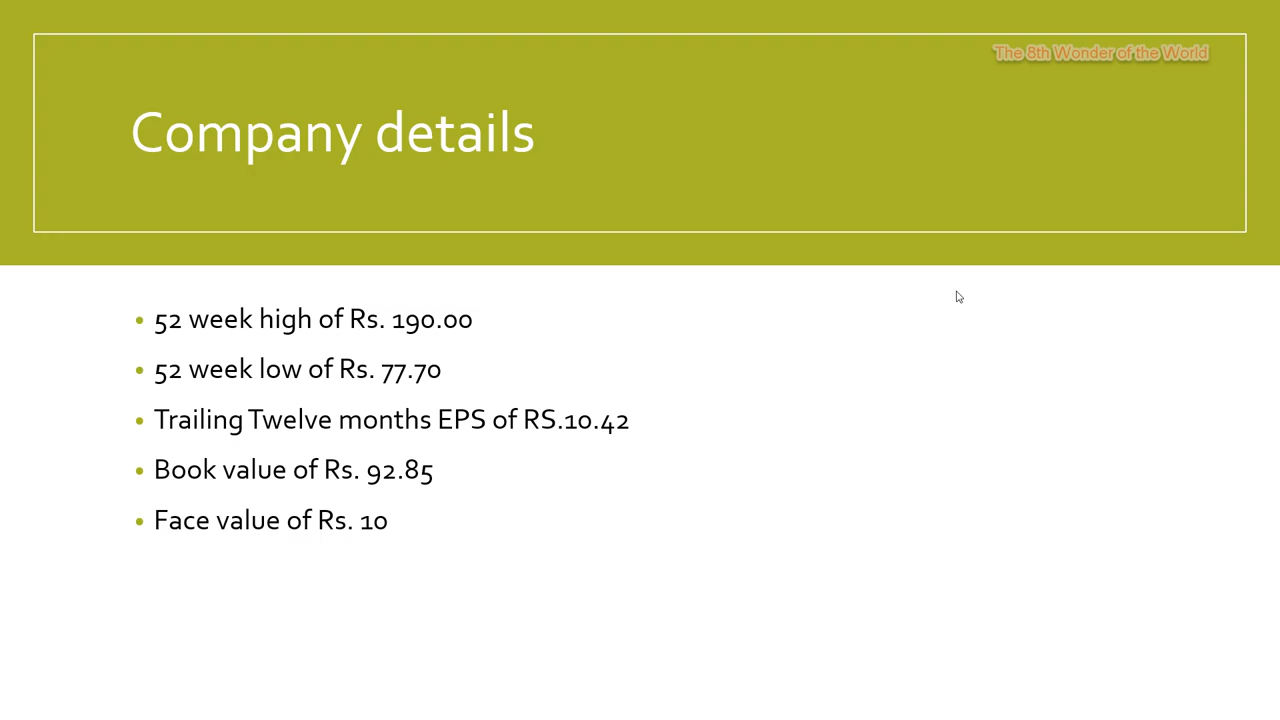 The 8th Wonder of the World
Company details
• 52 week high of Rs. 190.00
• 52 week low of Rs. 77.70
• Trailing Twelve months EPS of RS.10.42
• Book value of Rs. 92.85
• Face value of Rs. 10